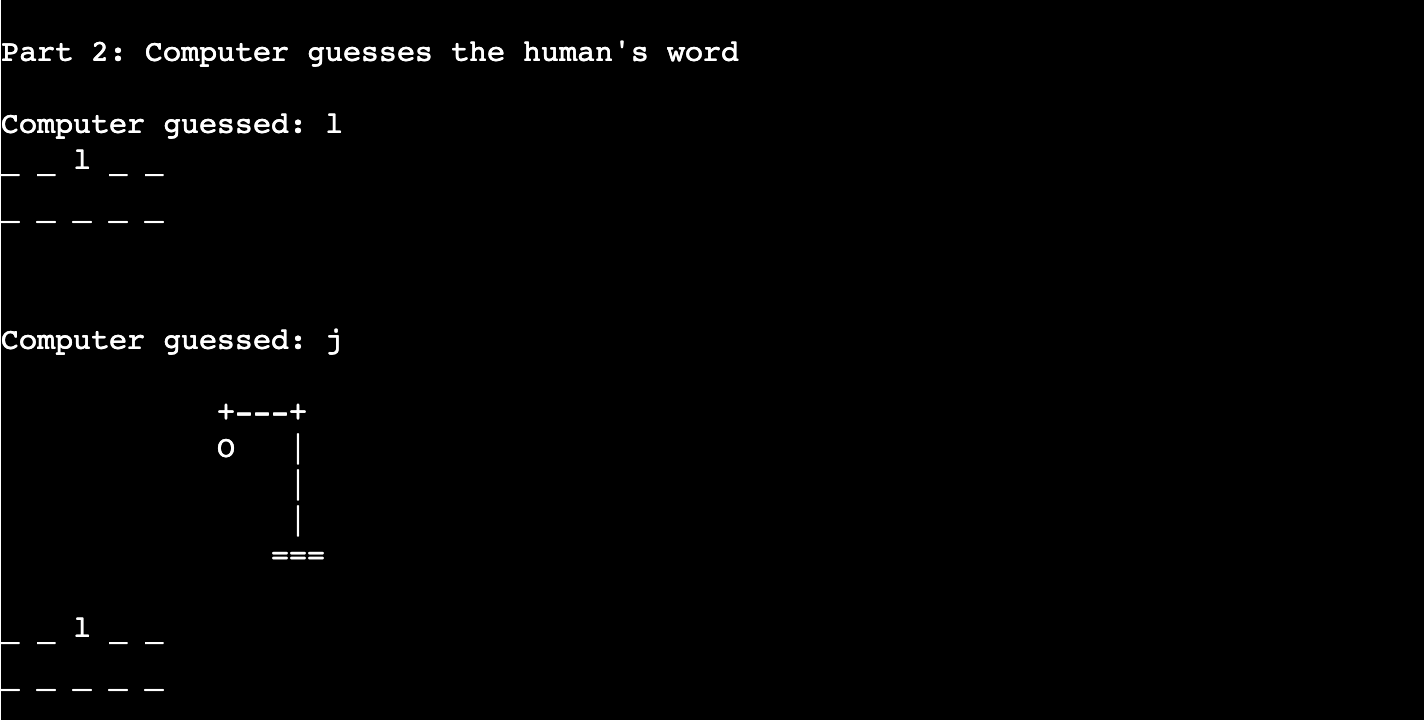 Part 2: Computer guesses the human's word
Computer guessed: l
_ _ l _ _
_ _ _ _ _
Computer guessed: j
+---+
o   |
|
|
===
_ _ l _ _
_ _ _ _ _